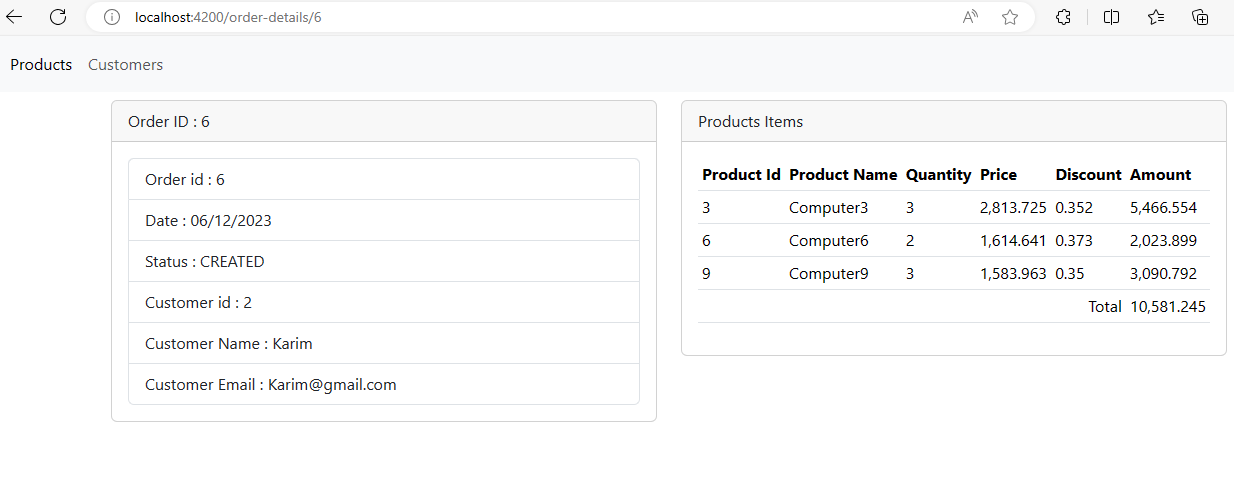 localhost:4200/order-details/6
Products Customers
Order ID : 6
Order id : 6
Date : 06/12/2023
Status : CREATED
Customer id : 2
Customer Name : Karim
Customer Email : Karim@gmail.com
Products Items
Product Id Product Name Quantity Price Discount Amount
3 Computer3 3 2,813.725 0.352 5,466.554
6 Computer6 2 1,614.641 0.373 2,023.899
9 Computer9 3 1,583.963 0.35 3,090.792
Total 10,581.245